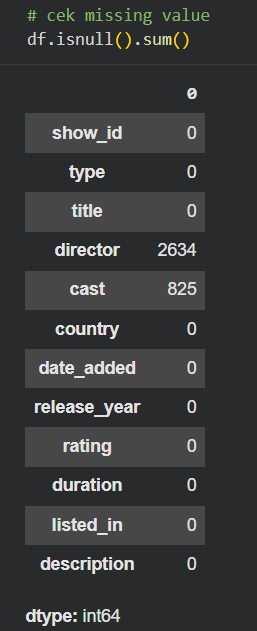 # cek missing value
df.isnull().sum()
0
show_id 0
type 0
title 0
director 2634
cast 825
country 0
date_added 0
release_year 0
rating 0
duration 0
listed_in 0
description 0
dtype: int64